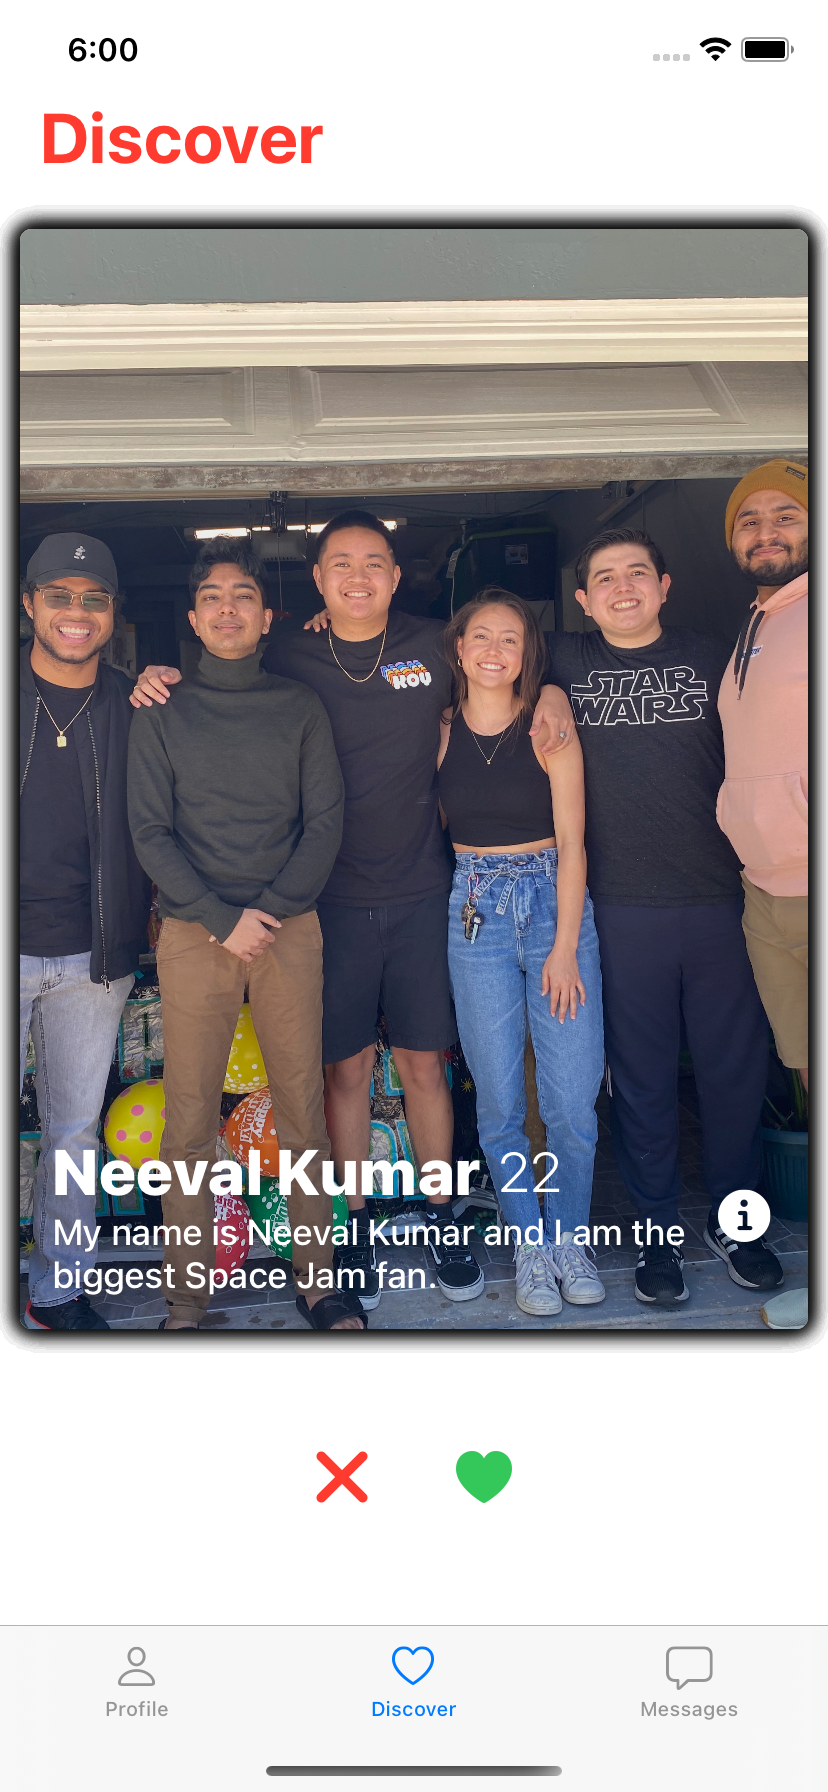 6:00
Discover
KOV
STAR
WARS
Neeval Kumar 22
My name is Neeval Kumar and I am the
biggest Space Jam fan.
Profile
Discover
Messages